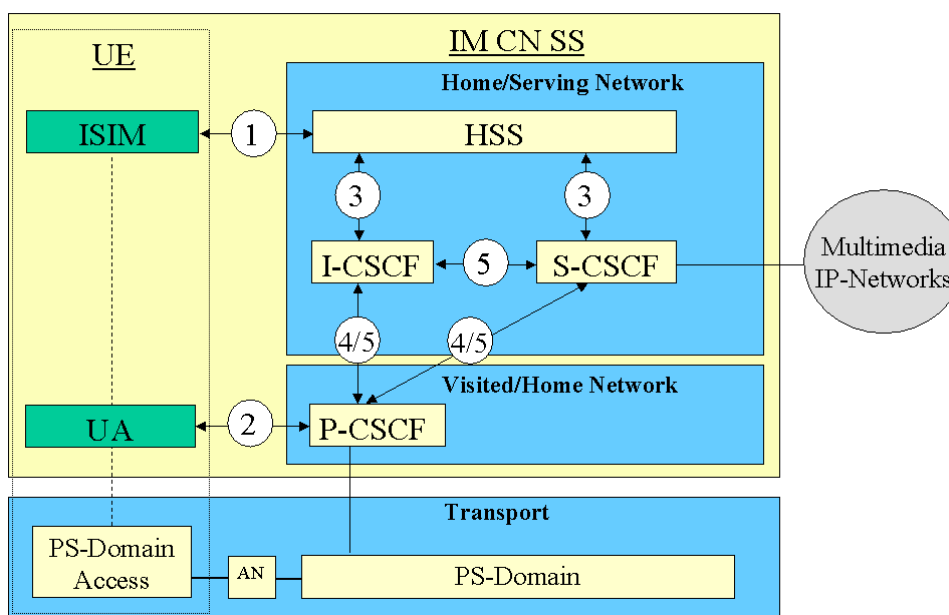 UE
IM CN SS
Home/Serving Network
ISIM
1
HSS
3
3
I-CSCF
5
S-CSCF
Multimedia
IP-Networks
4/5
4/5
Visited/Home Network
UA
2
P-CSCF
Transport
PS-Domain
Access
AN
PS-Domain